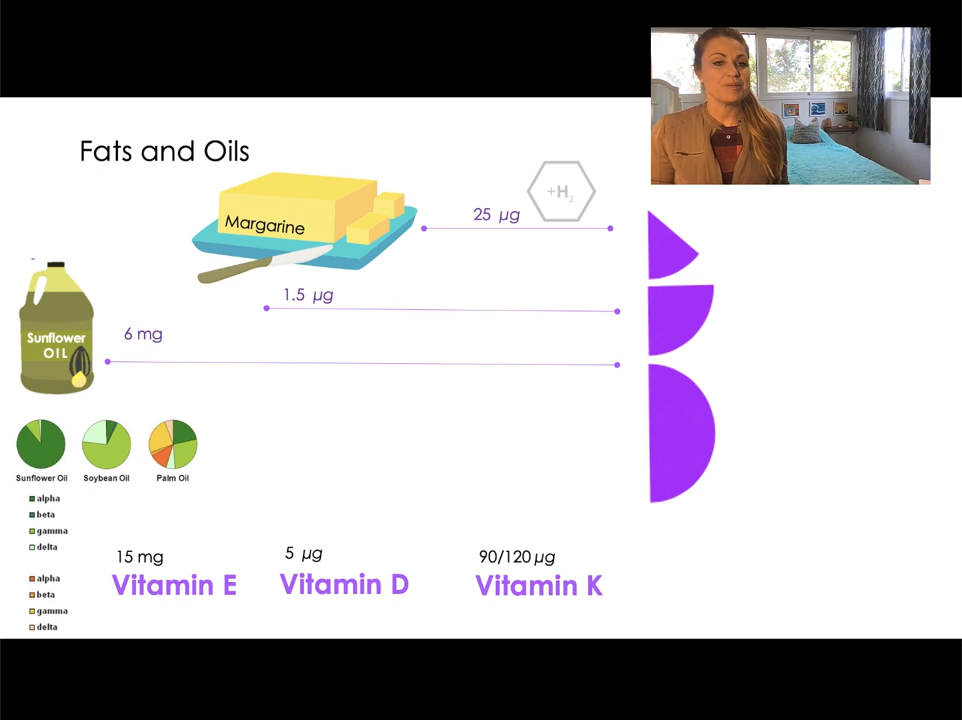 Fats and Oils
+H2
25 µg
Margarine
1.5 µg
6 mg
Sunflower
OIL
Sunflower Oil
Soybean Oil
Palm Oil
alpha
beta
gamma
delta
alpha
beta
gamma
delta
15 mg
5 µg
90/120 µg
Vitamin E
Vitamin D
Vitamin K